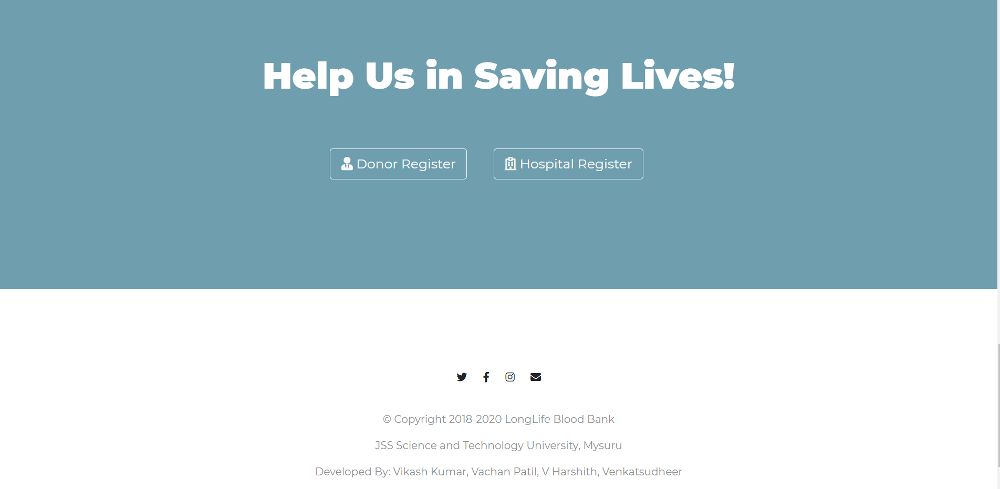 Help Us in Saving Lives!
Donor Register
Hospital Register
© Copyright 2018-2020 LongLife Blood Bank
JSS Science and Technology University, Mysuru
Developed By: Vikash Kumar, Vachan Patil, V Harshith, Venkatsudheer